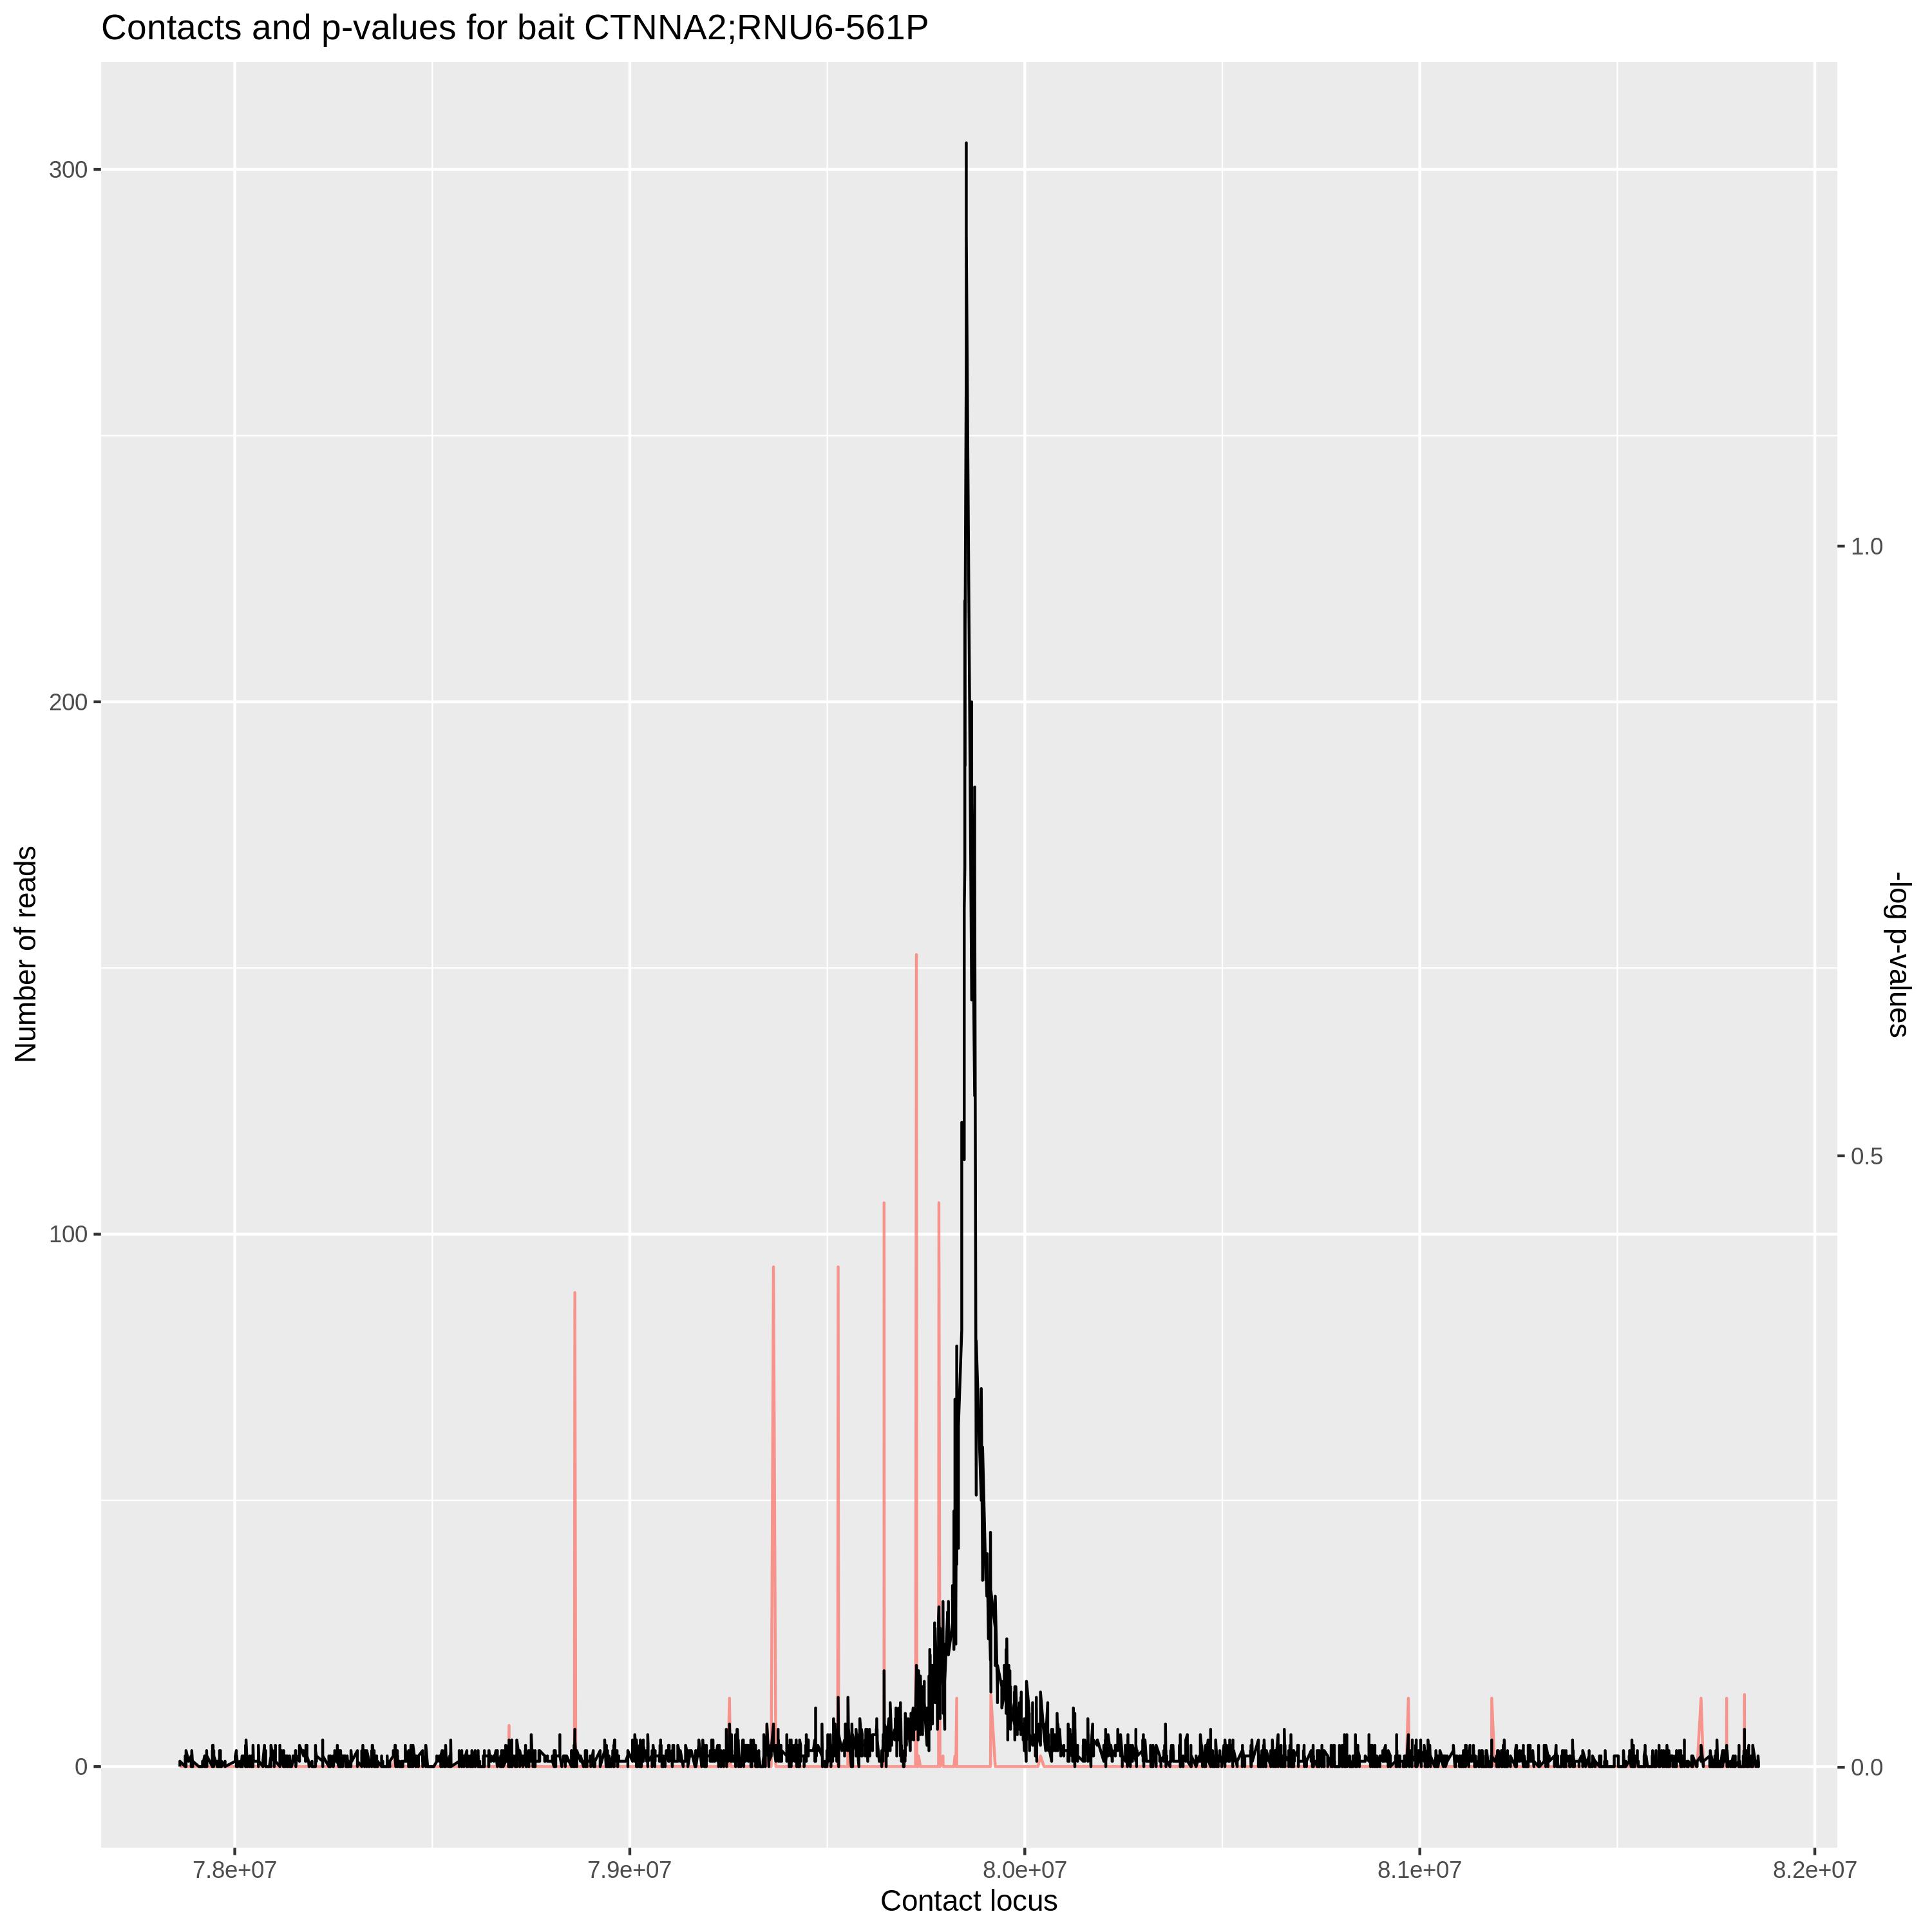 Contacts and p-values for bait CTNNA2;RNU6-561P
300
200
100
0
Number of reads
1.0
0.5
0.0
-log p-values
7.8e+07 7.9e+07 8.0e+07 8.1e+07 8.2e+07
Contact locus